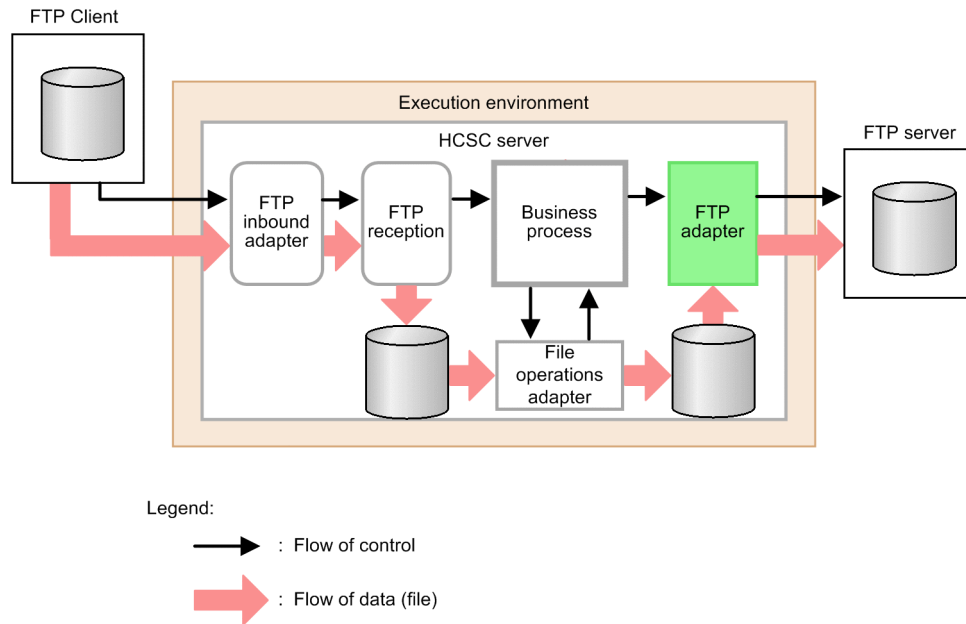 FTP Client
Execution environment
HCSC server
FTP server
FTP
inbound
adapter
FTP
reception
Business
process
FTP
adapter
File
operations
adapter
Legend:
: Flow of control
: Flow of data (file)